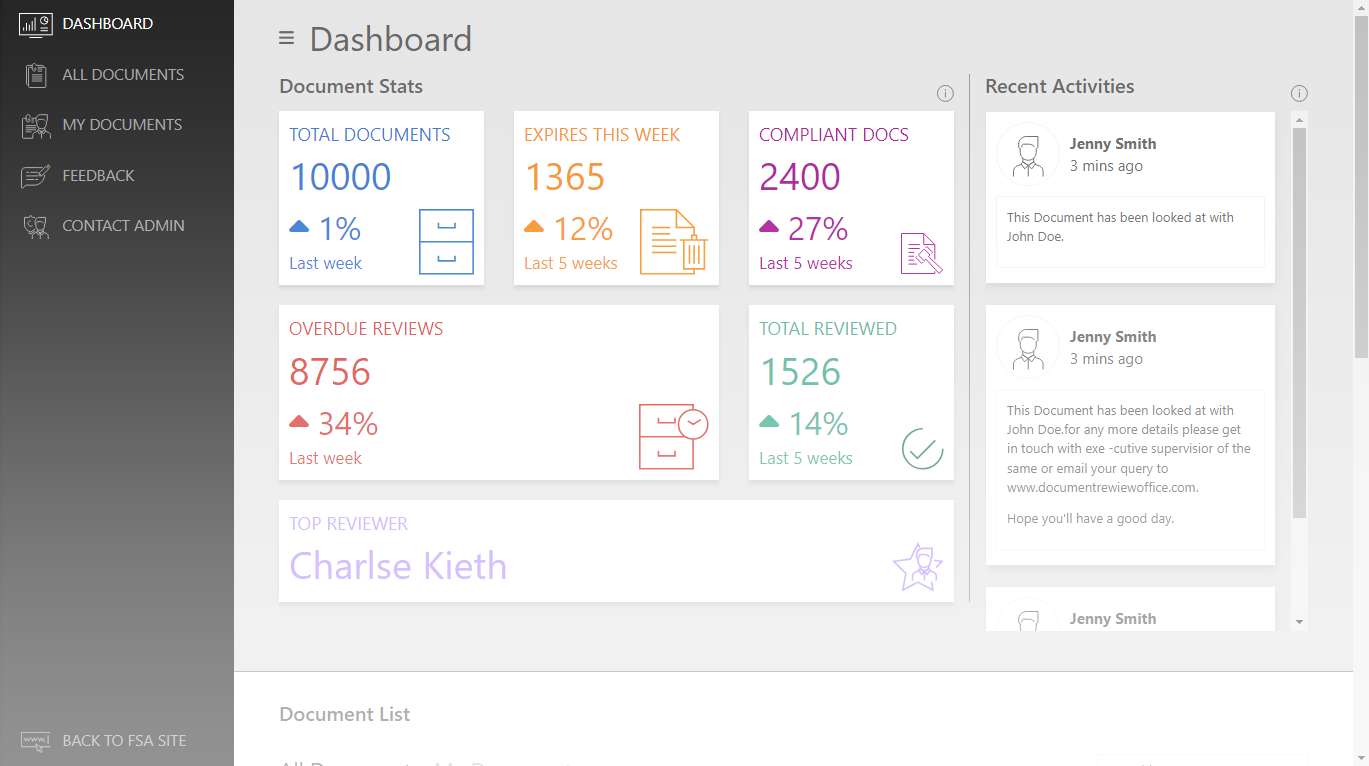 DASHBOARD
ALL DOCUMENTS
MY DOCUMENTS
FEEDBACK
CONTACT ADMIN
WWW.
BACK TO FSA SITE
Dashboard
Document Stats
TOTAL DOCUMENTS
10000
1%
Last week
EXPIRES THIS WEEK
1365
12%
Last 5 weeks
COMPLIANT DOCS
2400
27%
Last 5 weeks
OVERDUE REVIEWS
8756
34%
Last week
TOTAL REVIEWED
1526
14%
Last 5 weeks
TOP REVIEWER
Charlse Kieth
Recent Activities
Jenny Smith
3 mins ago
This Document has been looked at with
John Doe.
Jenny Smith
3 mins ago
This Document has been looked at with
John Doe.for any more details please get
in touch with exe -cutive supervisior of the
same or email your query to
www.documentrewiewoffice.com.
Hope you'll have a good day.
Jenny Smith
Document List
All Documents